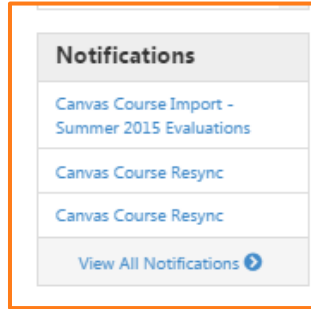 Notifications
Canvas Course Import -
Summer 2015 Evaluations
Canvas Course Resync
Canvas Course Resync
View All Notifications